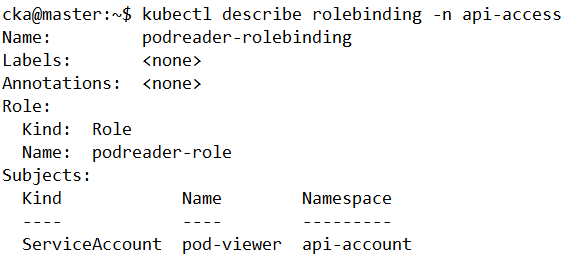 cka@master:~$ kubectl describe rolebinding -n api-access
Name:         podreader-rolebinding
Labels:       <none>
Annotations:  <none>
Role:
  Kind:  Role
  Name:  podreader-role
Subjects:
  Kind            Name        Namespace
  ----            ----        ---------
  ServiceAccount  pod-viewer  api-account